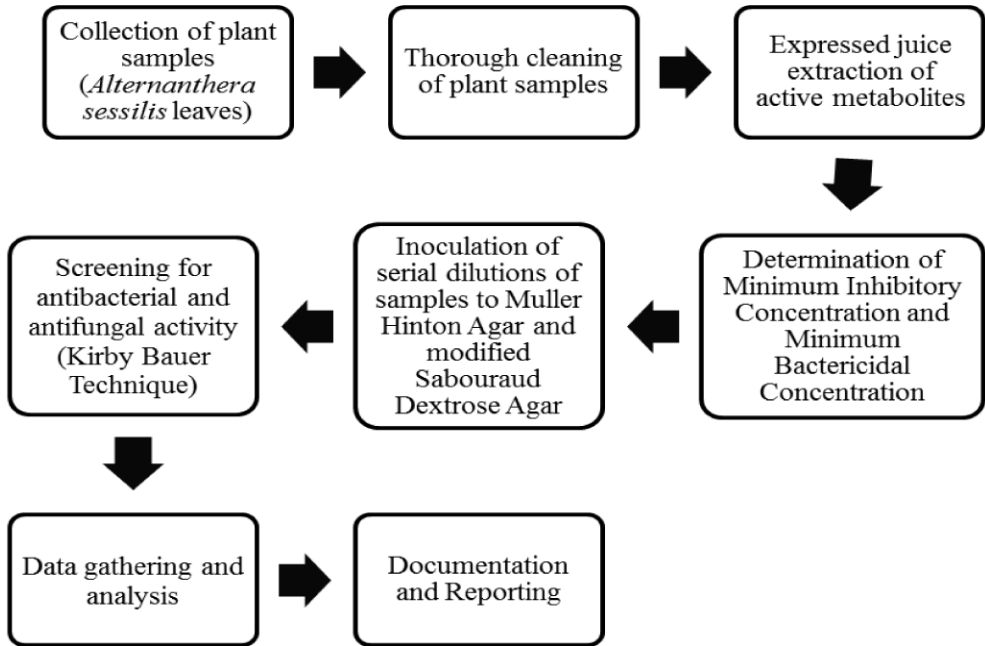 Collection of plant
samples
(Alternanthera
sessilis leaves)
Thorough cleaning
of plant samples
Expressed juice
extraction of
active metabolites
Determination of
Minimum Inhibitory
Concentration and
Minimum
Bactericidal
Concentration
Inoculation of
serial dilutions of
samples to Muller
Hinton Agar and
modified
Sabouraud
Dextrose Agar
Screening for
antibacterial and
antifungal activity
(Kirby Bauer
Technique)
Data gathering and
analysis
Documentation
and Reporting